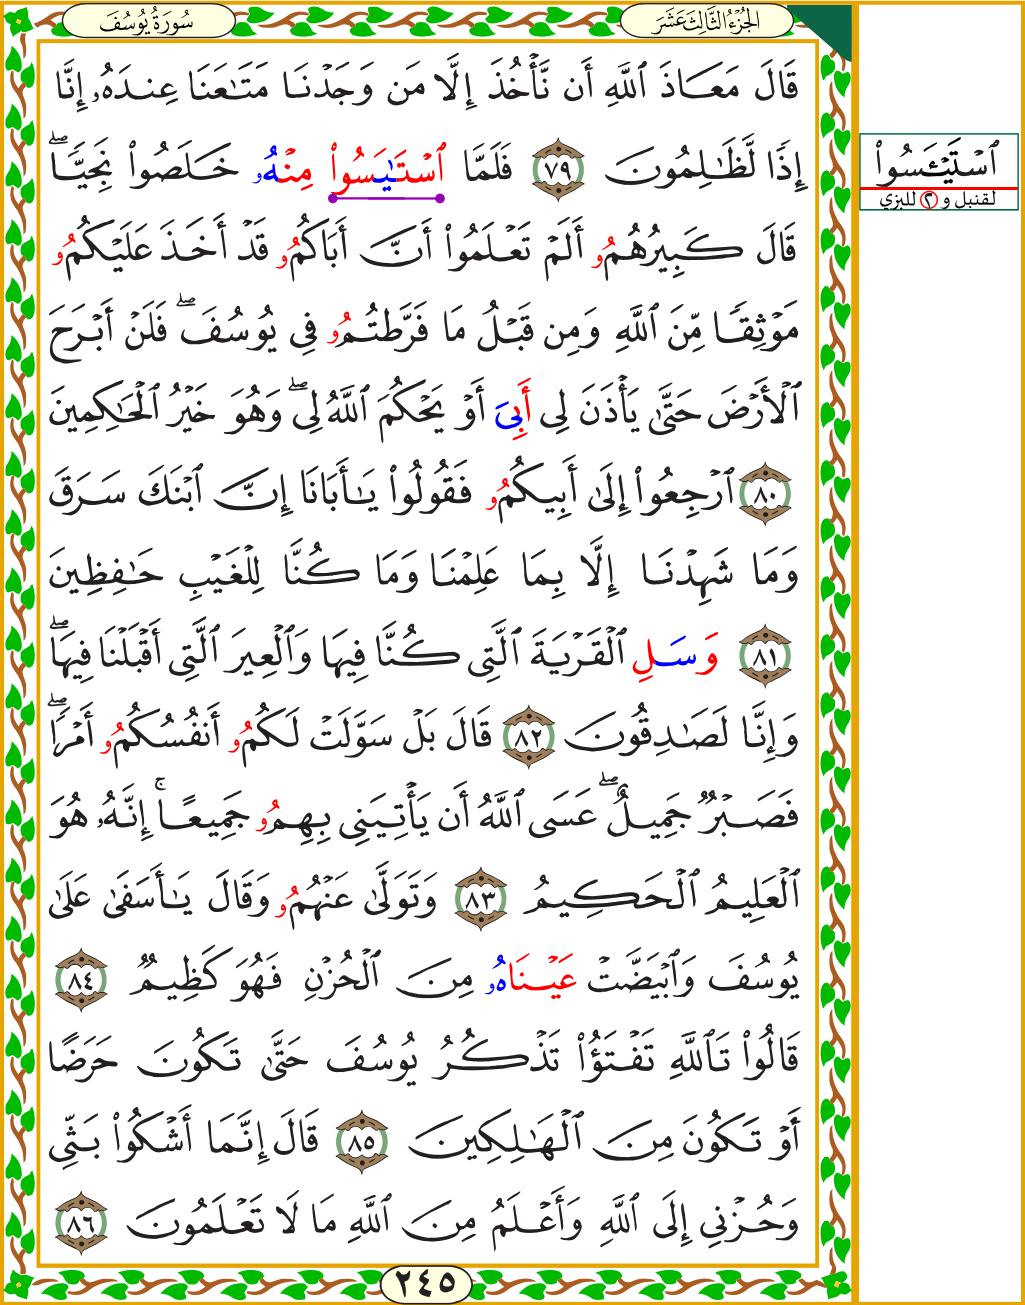 سُورَةُ يُوسُفَ
الجُزْءُ الثَّالِثَ عَشَرَ
قَالَ مَعَاذَ ٱللَّهِ أَن نَّأْخُذَ إِلَّا مَن وَجَدْنَا مَتَٰعَنَا عِندَهُۥ إِنَّا
إِذًا لَّظَٰلِمُونَ ٧٩ فَلَمَّا ٱسْتَٰيَسُوا۟ مِنْهُۥ خَلَصُوا۟ نَجِيًّا ۖ
قَالَ كَبِيرُهُمُۥ أَلَمْ تَعْلَمُوا۟ أَنَّ أَبَاكُمُۥ قَدْ أَخَذَ عَلَيْكُمُۥ
مَوْثِقًا مِّنَ ٱللَّهِ وَمِن قَبْلُ مَا فَرَّطتُمُۥ فِي يُوسُفَ ۖ فَلَنْ أَبْرَحَ
ٱلْأَرْضَ حَتَّىٰ يَأْذَنَ لِي أَبِىَ أَوْ يَحْكُمَ ٱللَّهُ لِي ۖ وَهُوَ خَيْرُ ٱلْحَٰكِمِينَ
٨٠ ٱرْجِعُوا۟ إِلَىٰ أَبِيكُمُۥ فَقُولُوا۟ يَٰأَبَانَا إِنَّ ٱبْنَكَ سَرَقَ
وَمَا شَهِدْنَا إِلَّا بِمَا عَلِمْنَا وَمَا كُنَّا لِلْغَيْبِ حَٰفِظِينَ
٨١ وَسَلِ ٱلْقَرْيَةَ ٱلَّتِي كُنَّا فِيهَا وَٱلْعِيرَ ٱلَّتِي أَقْبَلْنَا فِيهَا ۖ
وَإِنَّا لَصَٰدِقُونَ ٨٢ قَالَ بَلْ سَوَّلَتْ لَكُمُۥ أَنفُسُكُمُۥ أَمْرًا ۖ
فَصَبْرٌ جَمِيلٌ ۖ عَسَى ٱللَّهُ أَن يَأْتِيَنِي بِهِمُۥ جَمِيعًا ۚ إِنَّهُۥ هُوَ
ٱلْعَلِيمُ ٱلْحَكِيمُ ٨٣ وَتَوَلَّىٰ عَنْهُمُۥ وَقَالَ يَٰأَسَفَىٰ عَلَىٰ
يُوسُفَ وَٱبْيَضَّتْ عَيْنَاهُۥ مِنَ ٱلْحُزْنِ فَهُوَ كَظِيمٌ ٨٤
قَالُوا۟ تَٱللَّهِ تَفْتَؤُا۟ تَذْكُرُ يُوسُفَ حَتَّىٰ تَكُونَ حَرَضًا
أَوْ تَكُونَ مِنَ ٱلْهَٰلِكِينَ ٨٥ قَالَ إِنَّمَا أَشْكُوا۟ بَثِّي
وَحُزْنِي إِلَى ٱللَّهِ وَأَعْلَمُ مِنَ ٱللَّهِ مَا لَا تَعْلَمُونَ ٨٦
٢٤٥
ٱسْتَيْـَٔسُوا۟
لقنبل و ٢ للبزي